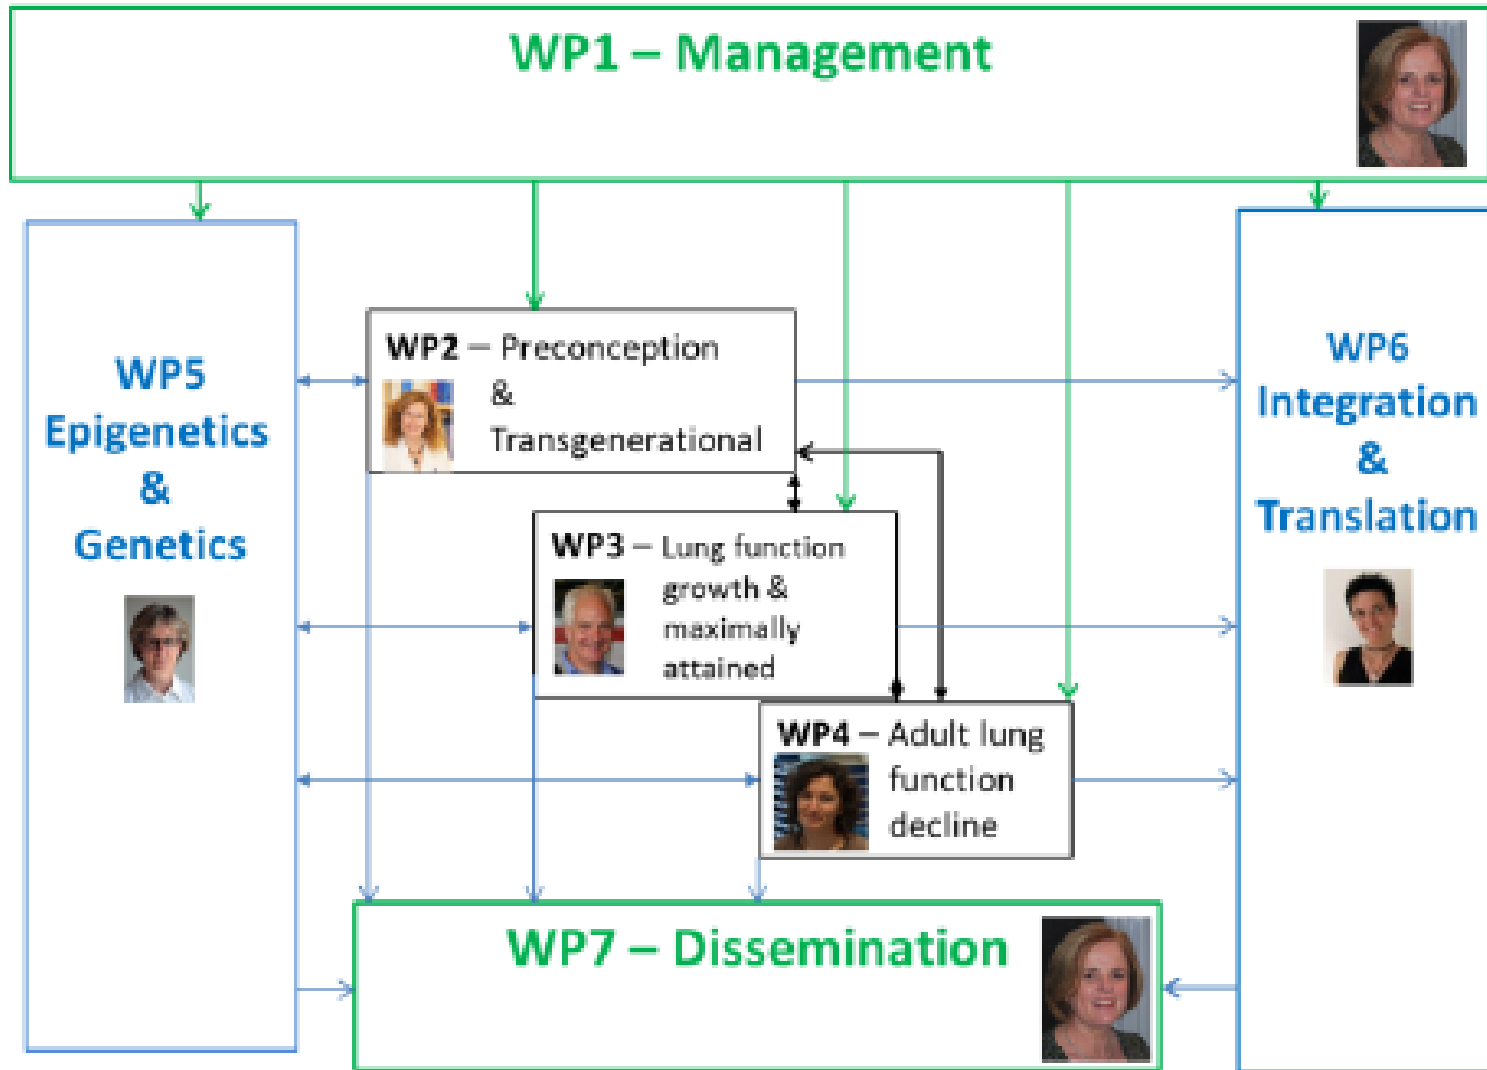 WP1 – Management
WP2 – Preconception
&
Transgenerational
WP5
Epigenetics
&
Genetics
WP6
Integration
&
Translation
WP3 – Lung function
growth &
maximally
attained
WP4 – Adult lung
function
decline
WP7 – Dissemination